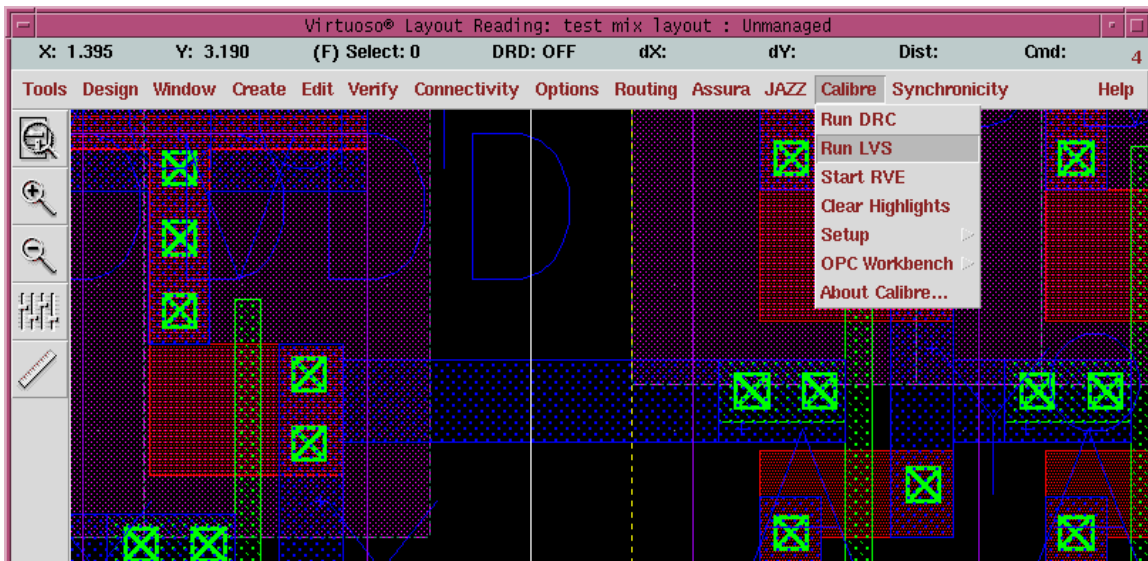 Virtuoso® Layout Reading: test mix layout : Unmanaged
X: 1.395 Y: 3.190 (F) Select: 0 DRD: OFF dX: dY: Dist: Cmd: 4
Tools Design Window Create Edit Verify Connectivity Options Routing Assura JAZZ Calibre Synchronicity Help
Run DRC
Run LVS
Start RVE
Clear Highlights
Setup
OPC Workbench
About Calibre...